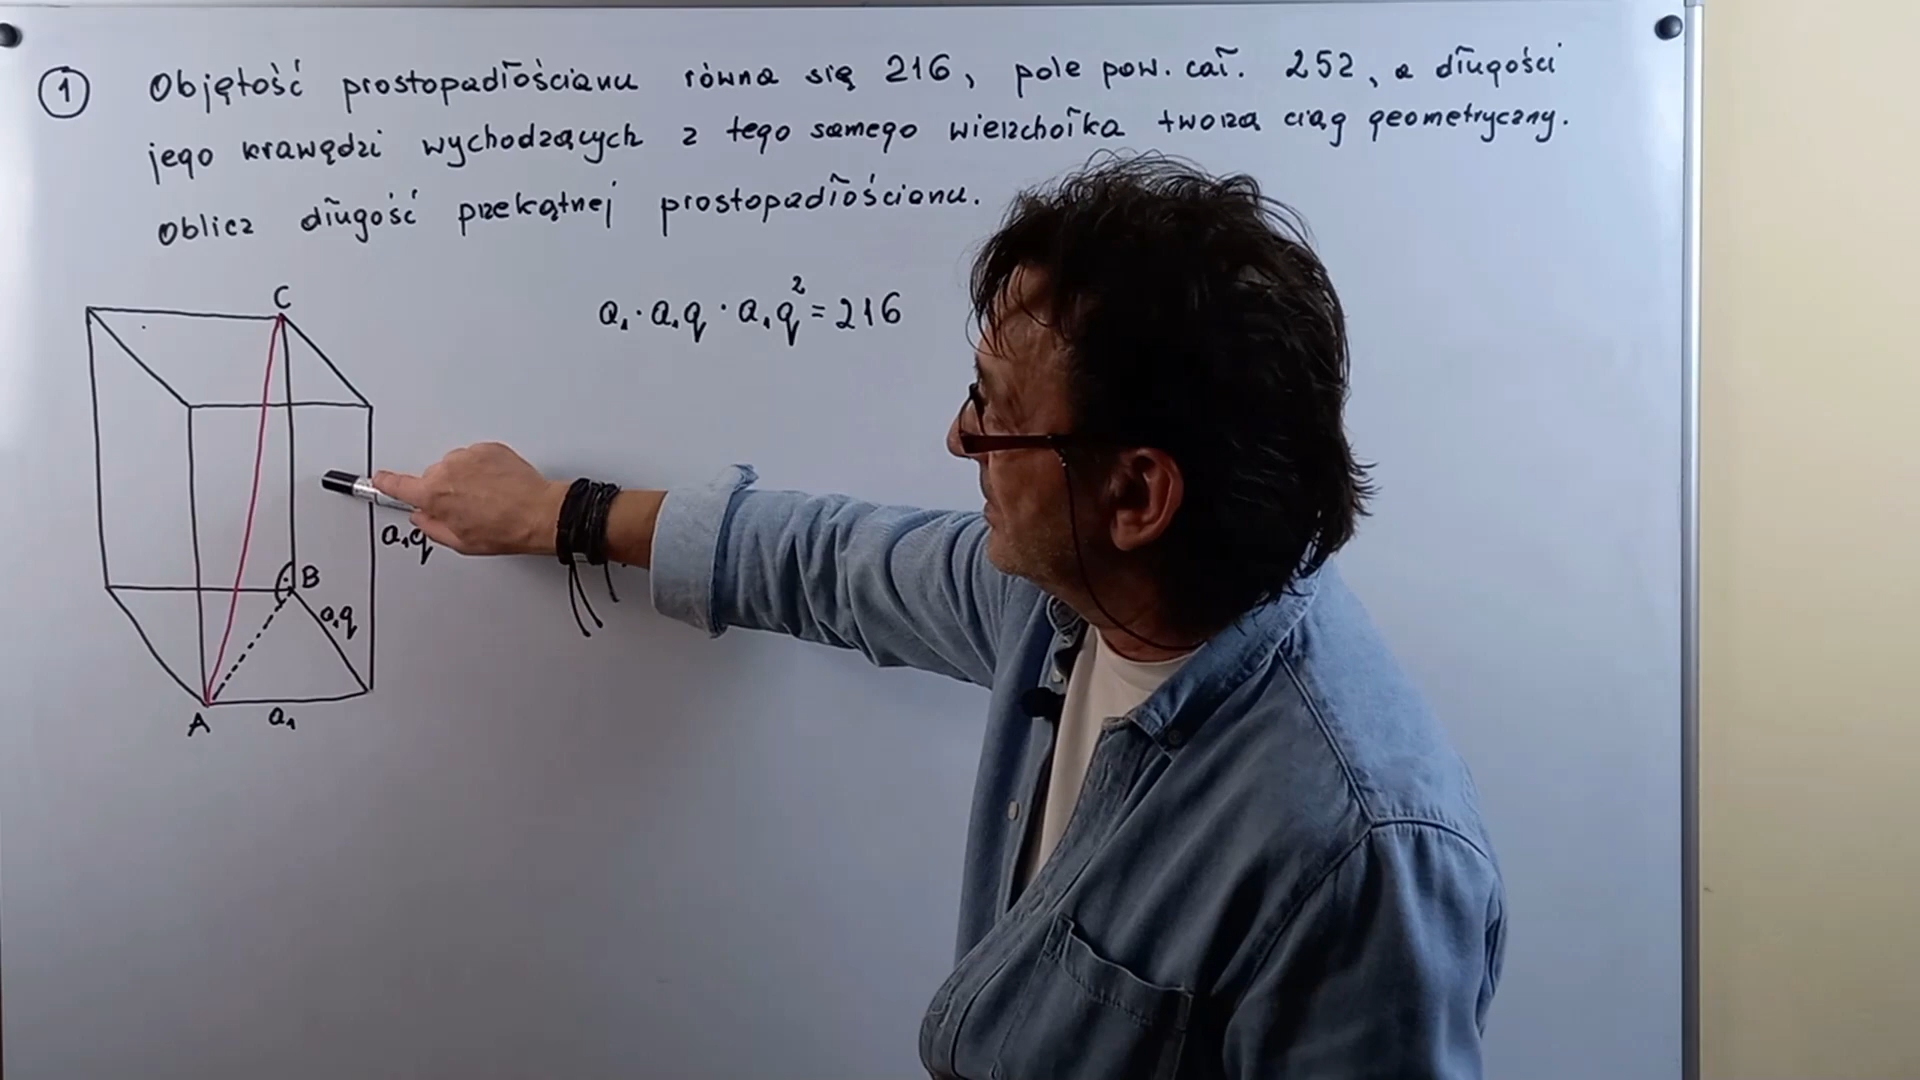 1 Objętość prostopadłościanu równa się 216, pole pow. cał. 252, a długości
jego krawędzi wychodzących z tego samego wierzchołka tworzą ciąg geometryczny.
Oblicz długość przekątnej prostopadłościanu.
C
a₁·a₁q·a₁q²=216
a₁q
B
a₁q
A
a₁